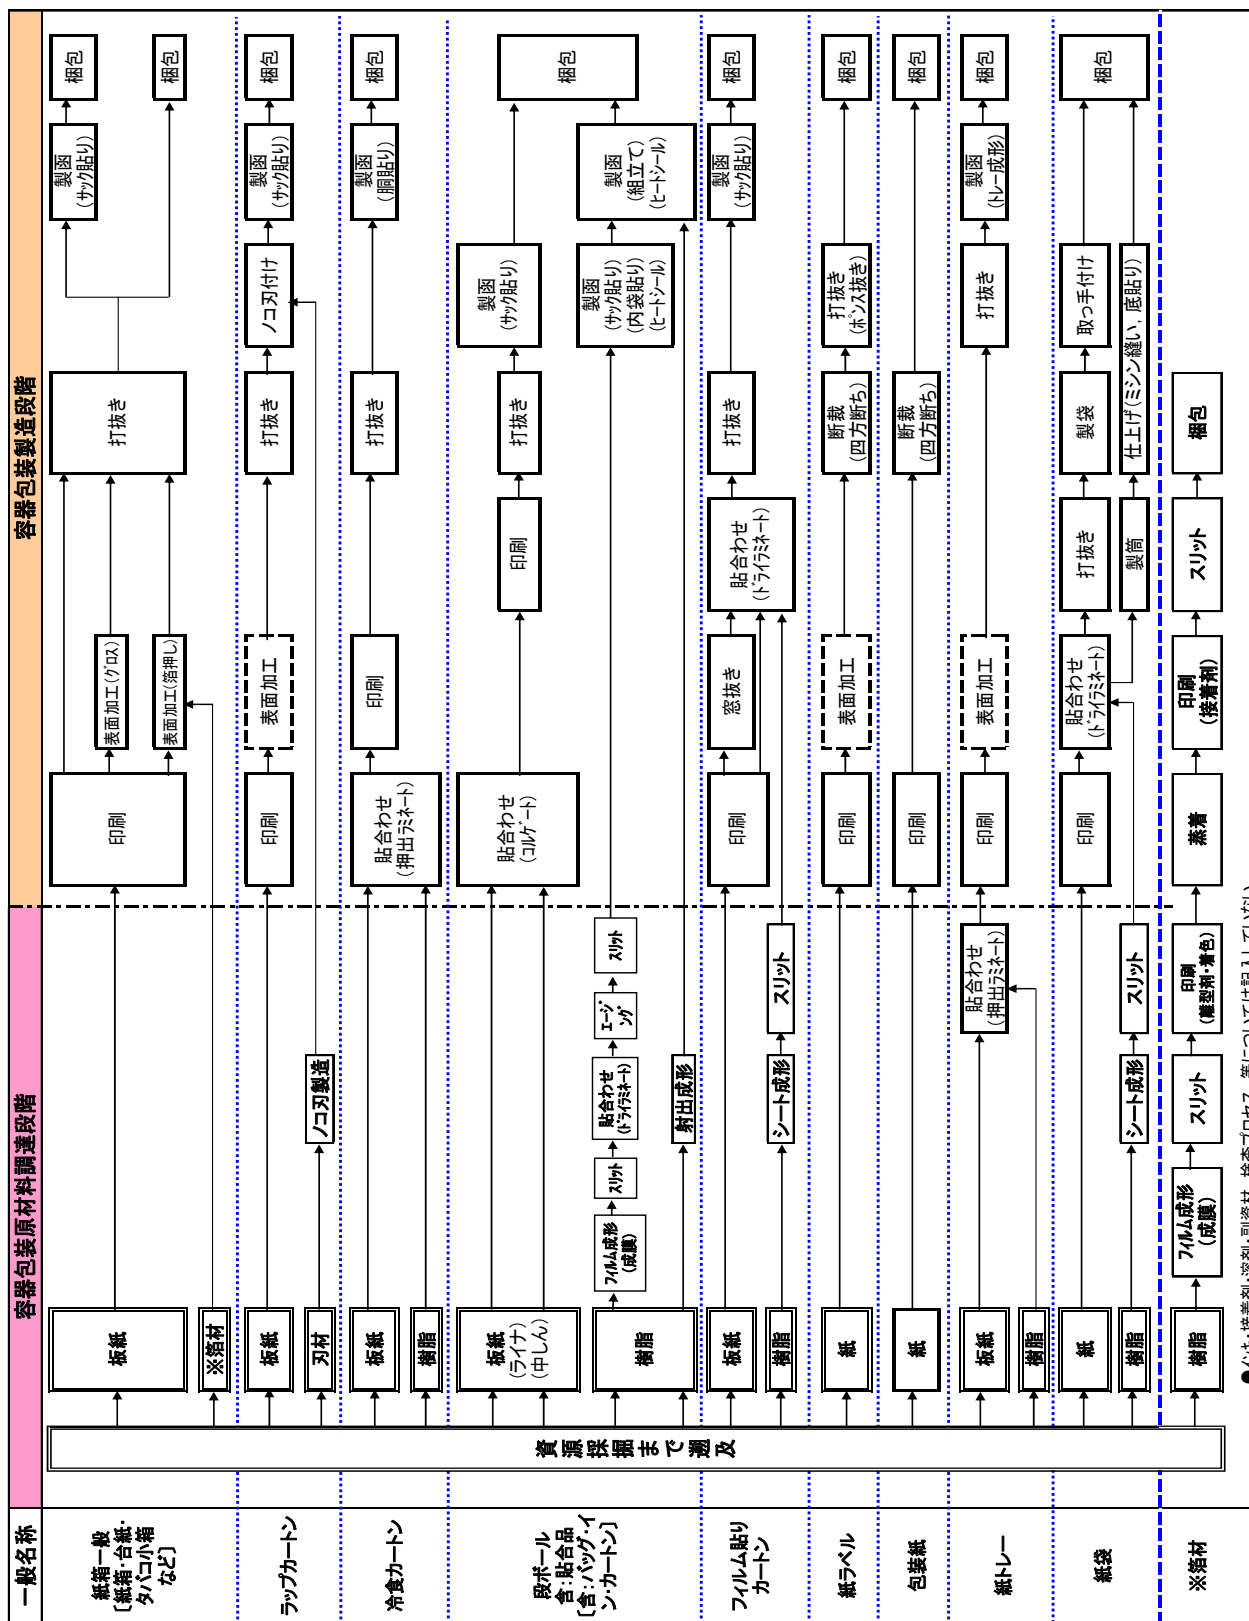 一般名称
容器包装原材料調達段階
容器包装製造段階
資源採掘まで遡及
紙箱一般
〔紙箱・台紙・
タバコ小箱
など〕
板紙
※箔材
印刷
表面加工(グロス)
表面加工(箔押し)
打抜き
製函
(サック貼り)
梱包
梱包
ラップカートン
板紙
刃材
ノコ刃製造
印刷
表面加工
打抜き
ノコ刃付け
製函
(サック貼り)
梱包
冷食カートン
板紙
樹脂
貼合わせ
(押出ラミネート)
印刷
打抜き
製函
(胴貼り)
梱包
段ボール
含:貼合品
〔含:バッグ・イ
ン・カートン〕
板紙
(ライナ)
(中しん)
樹脂
フィルム成形
(成膜)
スリット
貼合わせ
(ドライラミネート)
エージ
ング
スリット
射出成形
貼合わせ
(コルゲート)
印刷
打抜き
製函
(サック貼り)
製函
(サック貼り)
(内袋貼り)
(ヒートシール)
製函
(組立て)
(ヒートシール)
梱包
フィルム貼り
カートン
板紙
樹脂
シート成形
スリット
印刷
窓抜き
貼合わせ
(ドライラミネート)
打抜き
製函
(サック貼り)
梱包
紙ラベル
紙
印刷
表面加工
断裁
(四方断ち)
打抜き
(ポンス抜き)
梱包
包装紙
紙
印刷
断裁
(四方断ち)
梱包
紙トレー
板紙
樹脂
貼合わせ
(押出ラミネート)
印刷
表面加工
打抜き
製函
(トレー成形)
梱包
紙袋
紙
樹脂
シート成形
スリット
印刷
貼合わせ
(ドライラミネート)
打抜き
製筒
製袋
取っ手付け
仕上げ(ミシン縫い, 底貼り)
梱包
※箔材
樹脂
フィルム成形
(成膜)
スリット
印刷
(離型剤・着色)
蒸着
印刷
(接着剤)
スリット
梱包